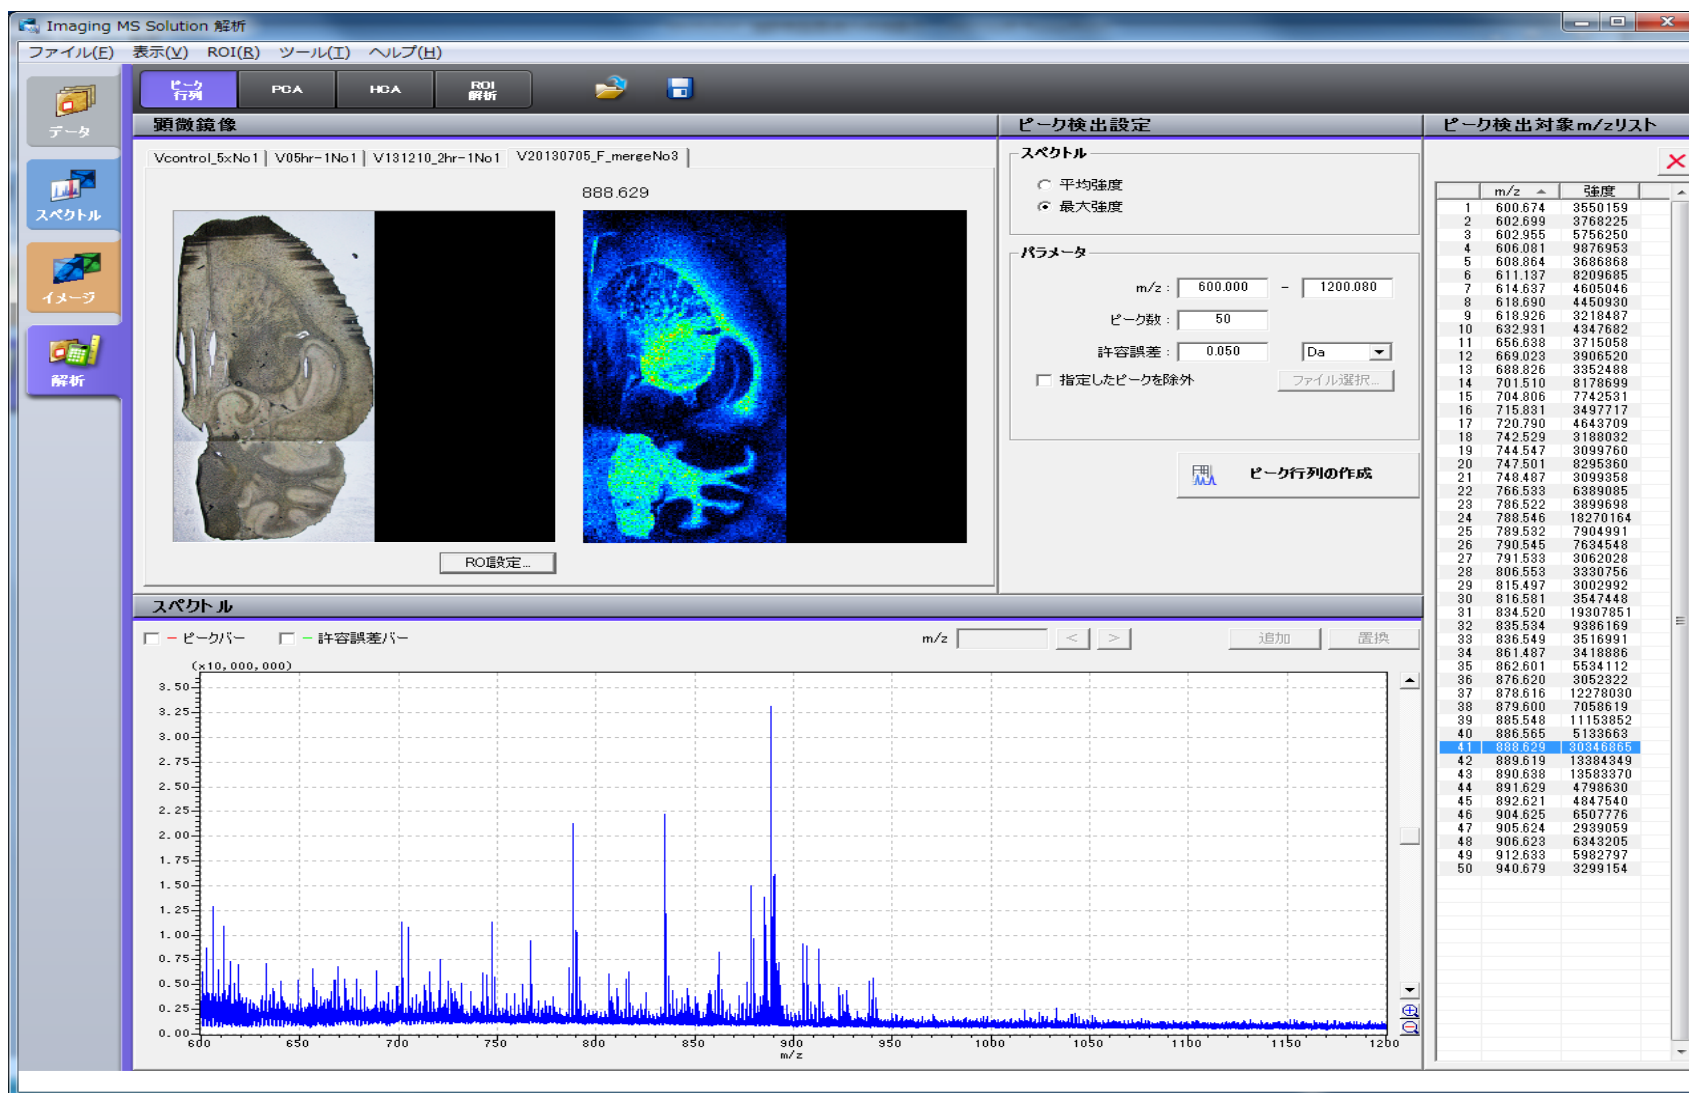 Imaging MS Solution 解析
ファイル(F) 表示(V) ROI(R) ツール(T) ヘルプ(H)
データ
スペクトル
イメージ
解析
ピーク行列 PCA HCA ROI解析
顕微鏡像
Vcontrol_5xNo1 V05hr-1No1 V131210_2hr-1No1 V20130705_F_mergeNo3
888.629
ROI設定...
ピーク検出設定
スペクトル
平均強度
最大強度
パラメータ
m/z : 600.000 - 1200.080
ピーク数 : 50
許容誤差 : 0.050 Da
指定したピークを除外 ファイル選択...
ピーク行列の作成
スペクトル
ピークバー 許容誤差バー m/z < > 追加 置換
(x10,000,000)
3.50
3.25
3.00
2.75
2.50
2.25
2.00
1.75
1.50
1.25
1.00
0.75
0.50
0.25
0.00
600 650 700 750 800 850 900 950 1000 1050 1100 1150 1200
m/z
ピーク検出対象m/zリスト
m/z 強度
1 600.674 3550159
2 602.699 3768225
3 602.955 5756250
4 606.081 9876953
5 608.864 3686868
6 611.137 8209685
7 614.637 4605046
8 618.690 4450930
9 618.926 3218487
10 632.931 4347682
11 656.638 3715058
12 669.023 3906520
13 688.826 3352488
14 701.510 8178699
15 704.806 7742531
16 715.831 3497717
17 720.790 4643709
18 742.529 3188032
19 744.547 3099760
20 747.501 8295360
21 748.487 3099358
22 766.533 6389085
23 786.522 3899698
24 788.546 18270164
25 789.532 7904991
26 790.545 7634548
27 791.533 3062028
28 806.553 3330756
29 815.497 3002992
30 816.581 3547448
31 834.520 19307851
32 835.534 9386169
33 836.549 3516991
34 861.487 3418886
35 862.601 5534112
36 876.620 3052322
37 878.616 12278030
38 879.600 7058619
39 885.548 11153852
40 886.565 5133663
41 888.629 30346865
42 889.619 13384349
43 890.638 13583370
44 891.629 4798630
45 892.621 4847540
46 904.625 6507776
47 905.624 2939059
48 906.623 6343205
49 912.633 5982797
50 940.679 3299154